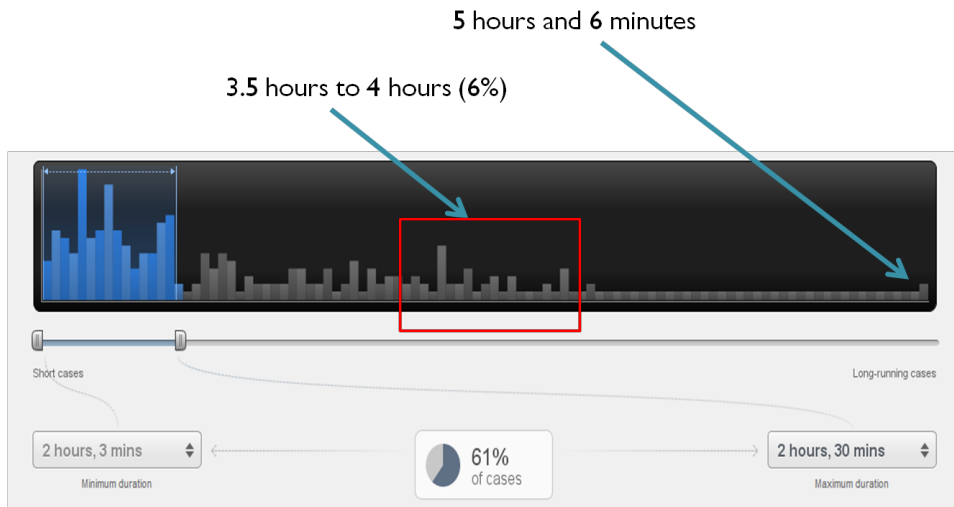 5 hours and 6 minutes
3.5 hours to 4 hours (6%)
Short cases
Long-running cases
2 hours, 3 mins
61%
of cases
2 hours, 30 mins
Minimum duration
Maximum duration